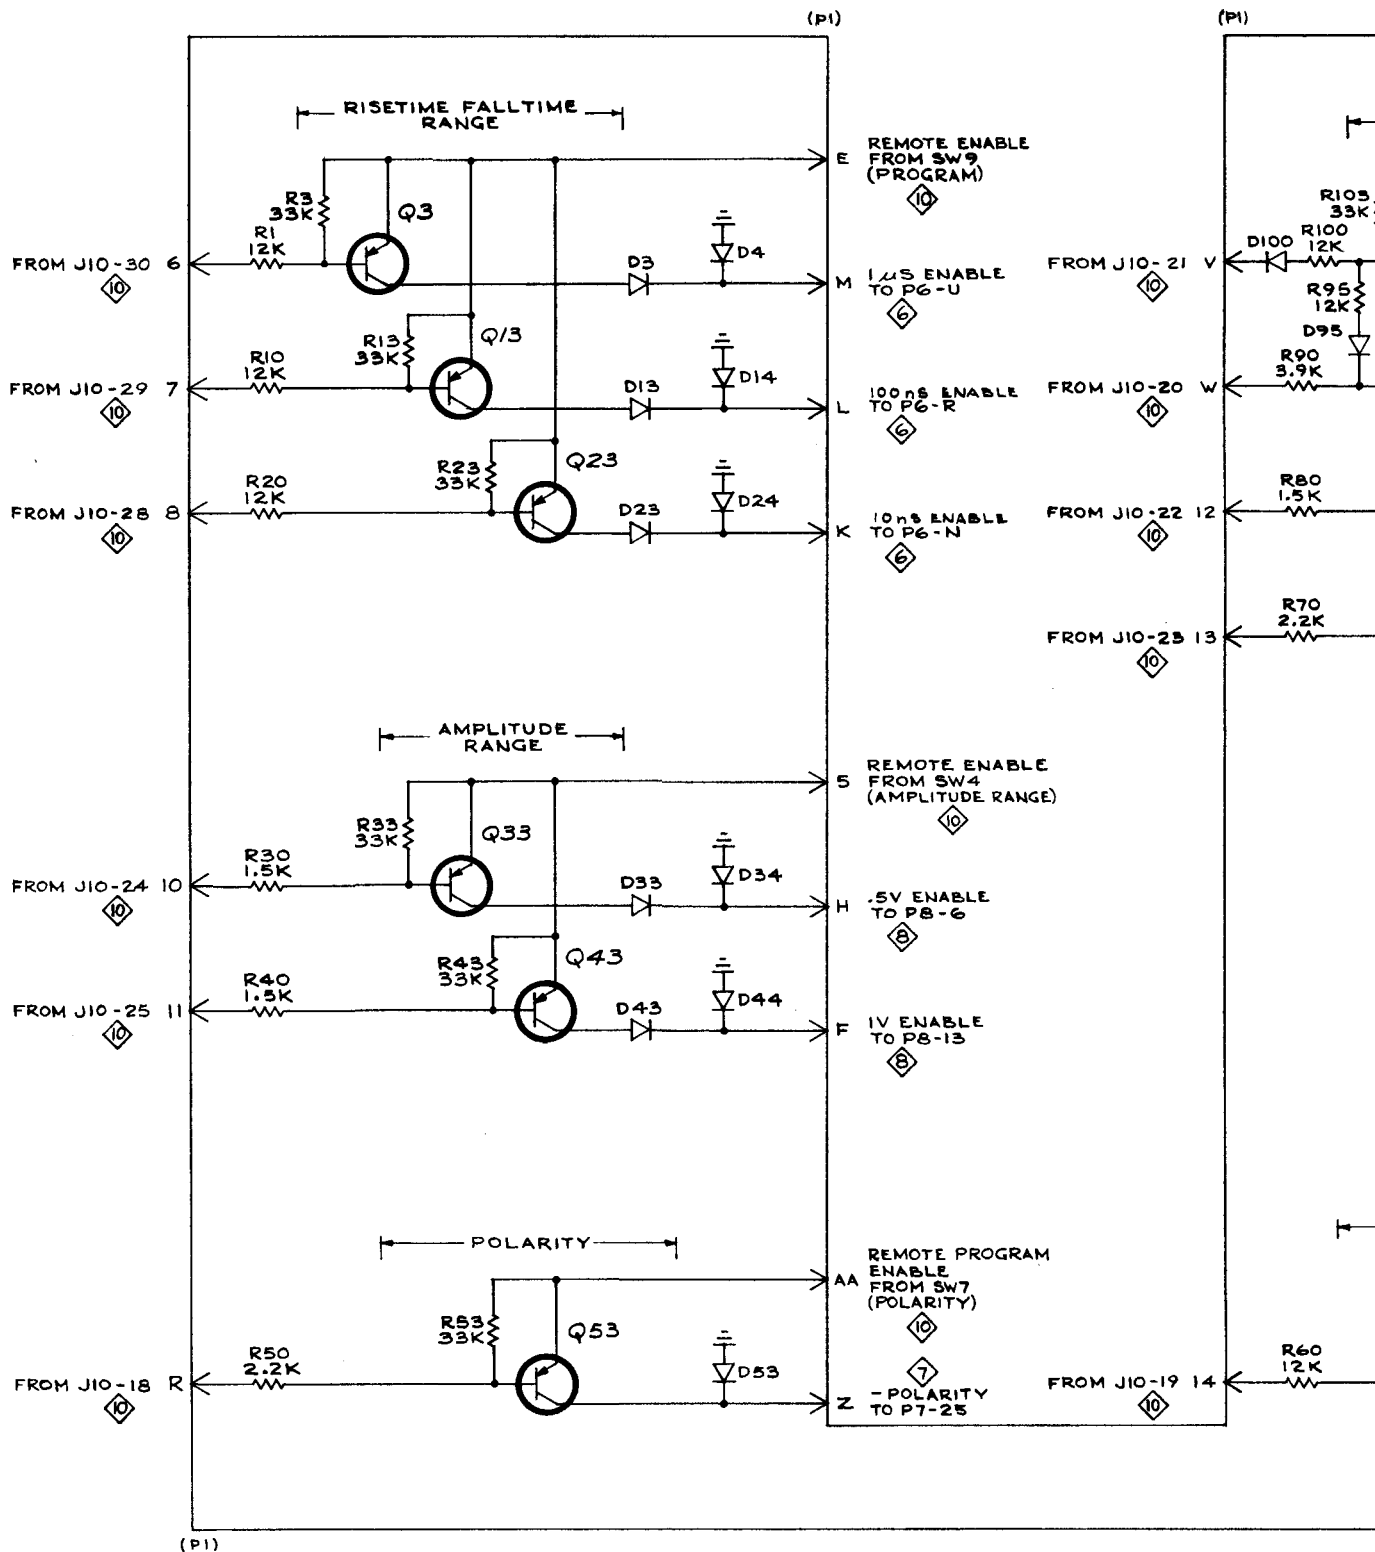 (P1)
(P1)
RISETIME FALLTIME
RANGE
E
REMOTE ENABLE
FROM SW9
(PROGRAM)
10
R3
33K
Q3
R1
12K
FROM J10-30 6
10
D3
D4
M
1µS ENABLE
TO P6-U
6
R13
33K
Q13
R10
12K
FROM J10-29 7
10
D13
D14
L
100nS ENABLE
TO P6-R
6
R23
33K
Q23
R20
12K
FROM J10-28 8
10
D23
D24
K
10nS ENABLE
TO P6-N
6
R103
33K
D100
R100
12K
FROM J10-21 V
10
R95
12K
D95
R90
3.9K
FROM J10-20 W
10
R80
1.5K
FROM J10-22 12
10
R70
2.2K
FROM J10-23 13
10
AMPLITUDE
RANGE
5
REMOTE ENABLE
FROM SW4
(AMPLITUDE RANGE)
10
R33
33K
Q33
R30
1.5K
FROM J10-24 10
10
D33
D34
H
.5V ENABLE
TO P8-6
8
R43
33K
Q43
R40
1.5K
FROM J10-25 11
10
D43
D44
F
1V ENABLE
TO P8-13
8
POLARITY
AA
REMOTE PROGRAM
ENABLE
FROM SW7
(POLARITY)
10
R53
33K
Q53
R50
2.2K
FROM J10-18 R
10
D53
7
Z
-POLARITY
TO P7-25
R60
12K
FROM J10-19 14
10
(P1)